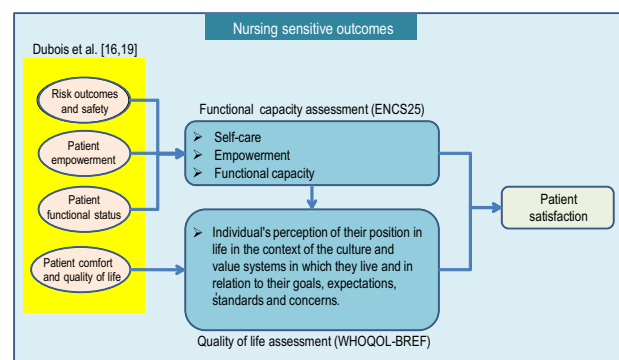 Nursing sensitive outcomes
Dubois et al. [16,19]
Risk outcomes
and safety
Patient
empowerment
Patient
functional status
Patient comfort
and quality of life
Functional capacity assessment (ENCS25)
➢ Self-care
➢ Empowerment
➢ Functional capacity
➢ Individual's perception of their position in
life in the context of the culture and
value systems in which they live and in
relation to their goals, expectations,
standards and concerns.
Quality of life assessment (WHOQOL-BREF)
Patient
satisfaction